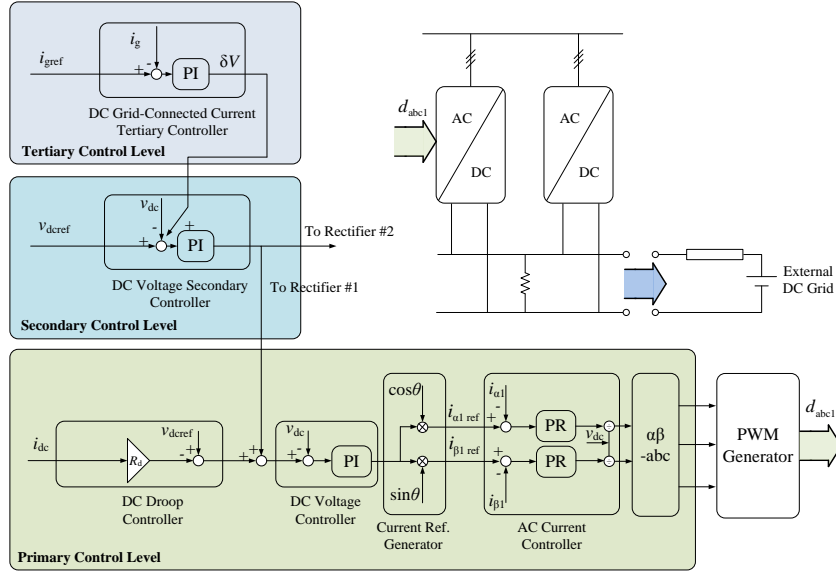 i_g
i_gref
+
-
PI
δV
DC Grid-Connected Current
Tertiary Controller
Tertiary Control Level
v_dc
v_dcref
-
+
+
PI
DC Voltage Secondary
Controller
Secondary Control Level
To Rectifier #2
To Rectifier #1
d_abc1
AC
DC
AC
DC
External
DC Grid
i_dc
R_d
v_dcref
+
-
DC Droop
Controller
+
+
v_dc
-
+
PI
DC Voltage
Controller
cosθ
sinθ
Current Ref.
Generator
i_α1 ref
i_β1 ref
i_α1
-
+
PR
v_dc
÷
+
-
PR
÷
i_β1
AC Current
Controller
αβ
-abc
PWM
Generator
d_abc1
Primary Control Level